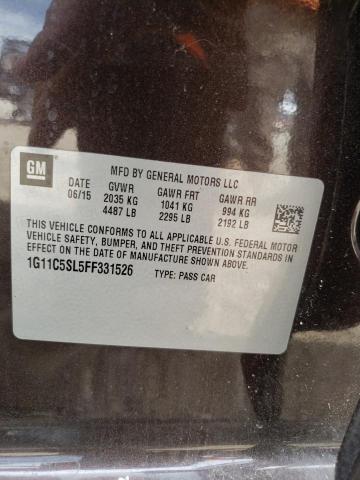 GM
MFD BY GENERAL MOTORS LLC
DATE GVWR GAWR FRT GAWR RR
06/15 2035 KG 1041 KG 994 KG
4487 LB 2295 LB 2192 LB
THIS VEHICLE CONFORMS TO ALL APPLICABLE U.S. FEDERAL MOTOR
VEHICLE SAFETY, BUMPER, AND THEFT PREVENTION STANDARDS IN
EFFECT ON THE DATE OF MANUFACTURE SHOWN ABOVE.
1G11C5SL5FF331526 TYPE: PASS CAR